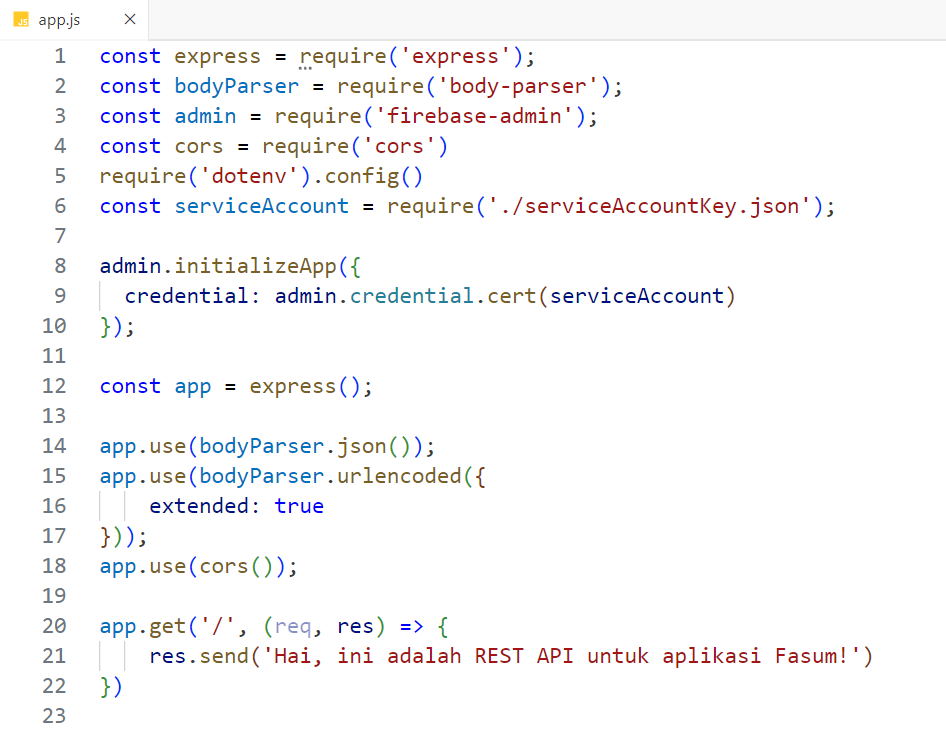 JS app.js ×
1 const express = require('express');
2 const bodyParser = require('body-parser');
3 const admin = require('firebase-admin');
4 const cors = require('cors')
5 require('dotenv').config()
6 const serviceAccount = require('./serviceAccountKey.json');
7
8 admin.initializeApp({
9   credential: admin.credential.cert(serviceAccount)
10 });
11
12 const app = express();
13
14 app.use(bodyParser.json());
15 app.use(bodyParser.urlencoded({
16     extended: true
17 }));
18 app.use(cors());
19
20 app.get('/', (req, res) => {
21     res.send('Hai, ini adalah REST API untuk aplikasi Fasum!')
22 })
23